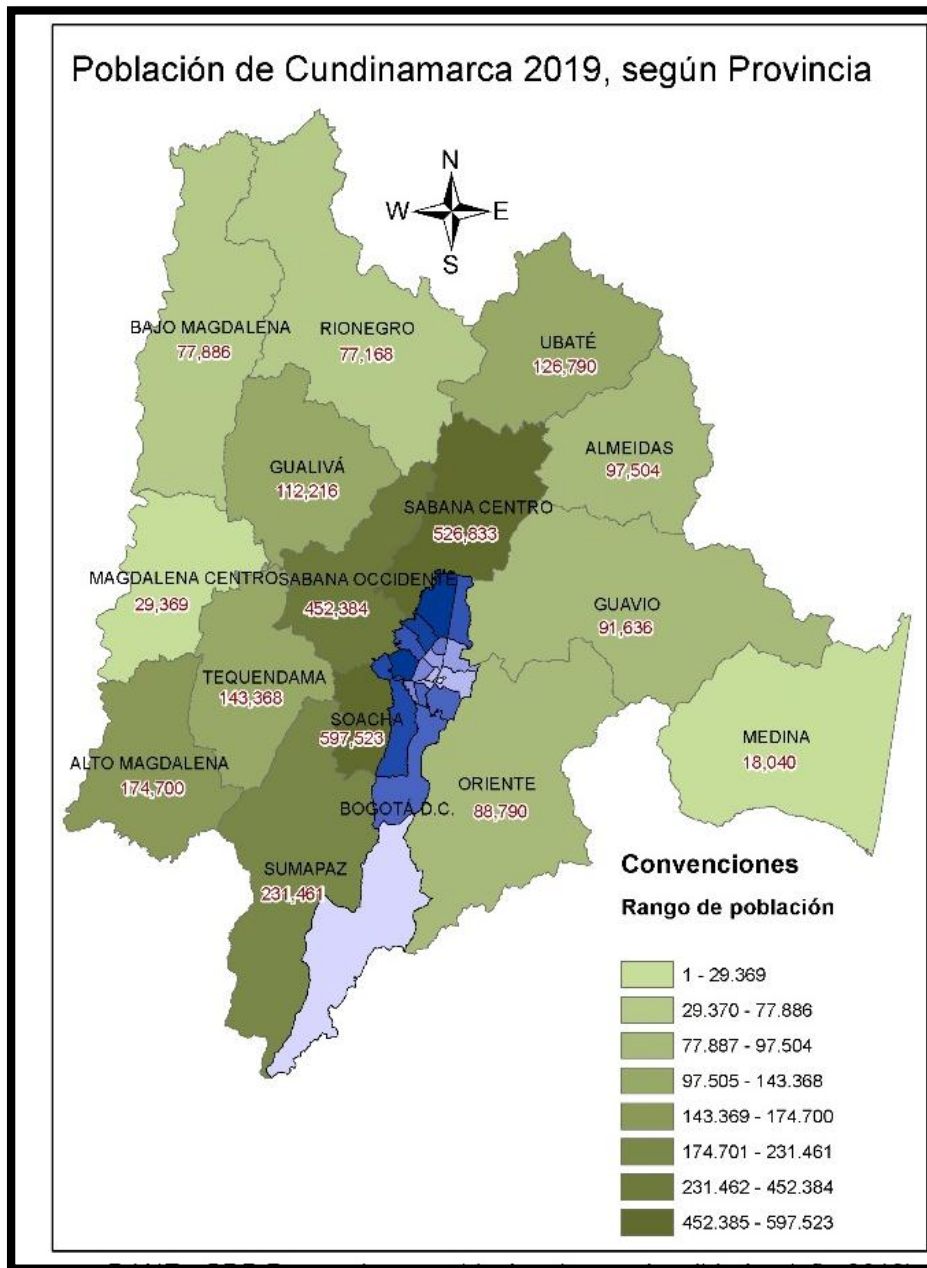 Población de Cundinamarca 2019, según Provincia
N
W E
S
BAJO MAGDALENA
77,886
RIONEGRO
77,168
UBATÉ
126,790
ALMEIDAS
97,504
GUALIVÁ
112,216
SABANA CENTRO
526,833
MAGDALENA CENTRO
29,369
SABANA OCCIDENTE
452,384
GUAVIO
91,636
TEQUENDAMA
143,368
SOACHA
597,523
MEDINA
18,040
ALTO MAGDALENA
174,700
ORIENTE
88,790
BOGOTÁ D.C.
SUMAPAZ
231,461
Convenciones
Rango de población
1 - 29.369
29.370 - 77.886
77.887 - 97.504
97.505 - 143.368
143.369 - 174.700
174.701 - 231.461
231.462 - 452.384
452.385 - 597.523